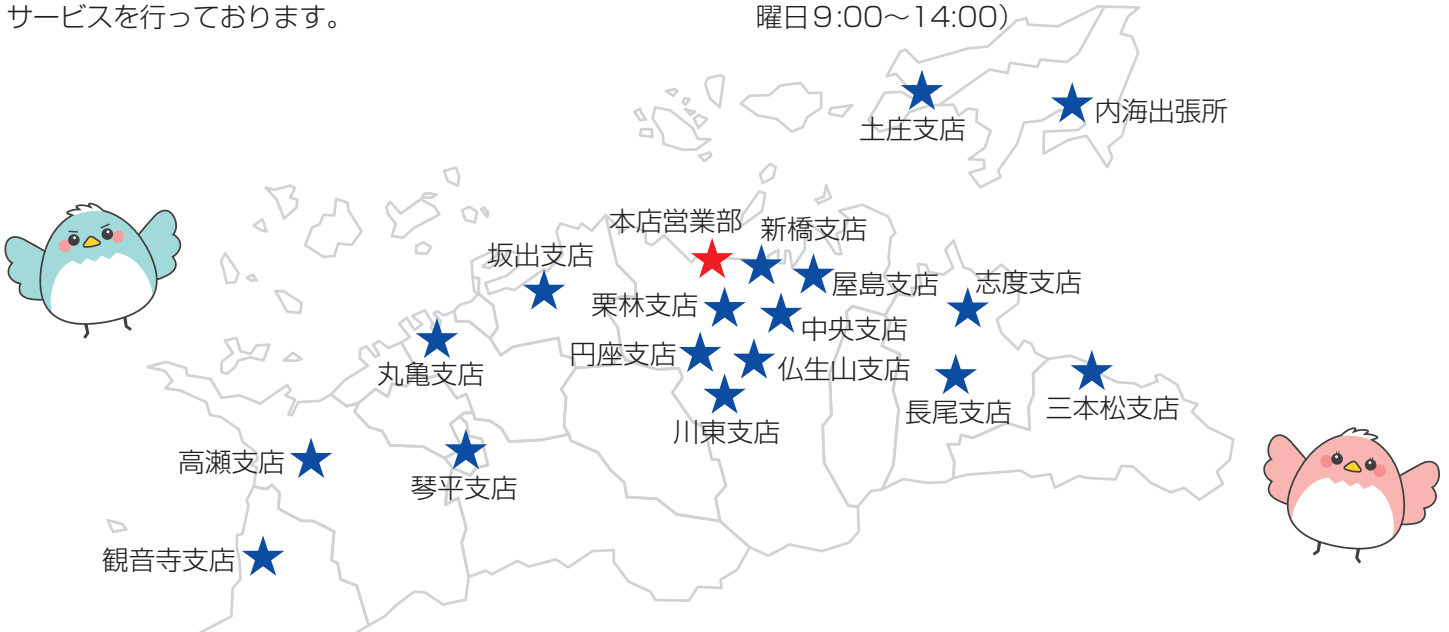 サービスを行っております。
曜日9:00～14:00）
土庄支店
内海出張所
本店営業部
新橋支店
坂出支店
屋島支店
志度支店
栗林支店
中央支店
円座支店
仏生山支店
丸亀支店
長尾支店
三本松支店
川東支店
高瀬支店
琴平支店
観音寺支店